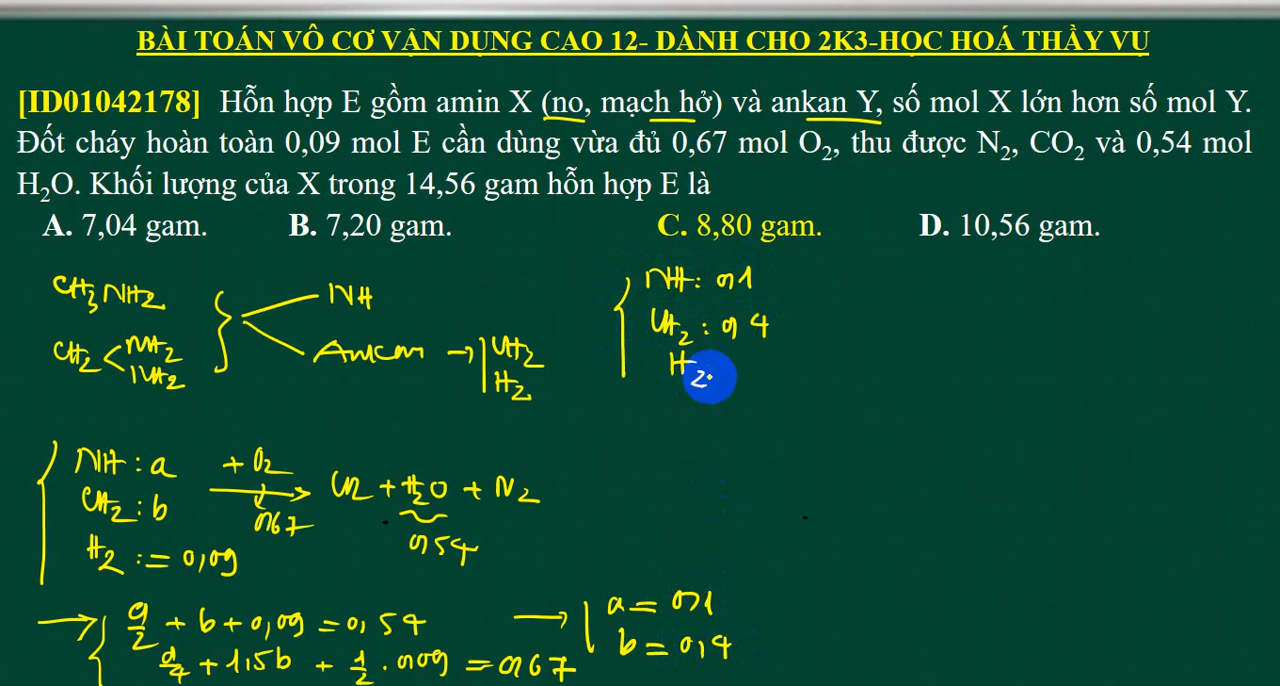 BÀI TOÁN VÔ CƠ VẬN DỤNG CAO 12- DÀNH CHO 2K3-HỌC HOÁ THẦY VỤ
[ID01042178] Hỗn hợp E gồm amin X (no, mạch hở) và ankan Y, số mol X lớn hơn số mol Y.
Đốt cháy hoàn toàn 0,09 mol E cần dùng vừa đủ 0,67 mol O₂, thu được N₂, CO₂ và 0,54 mol
H₂O. Khối lượng của X trong 14,56 gam hỗn hợp E là
A. 7,04 gam. B. 7,20 gam. C. 8,80 gam. D. 10,56 gam.
CH₃NH₂
CH₂ < NH₂
NH₂
NH
Ankan → CH₂
H₂
NH: 0,1
CH₂: 0,4
H₂:
NH: a
CH₂: b
H₂: = 0,09
+ O₂
0,67
→ CO₂ + H₂O + N₂
0,54
→ a/2 + b + 0,09 = 0,54
a/4 + 1,5b + 1/2 . 0,09 = 0,67
→ a = 0,1
b = 0,4